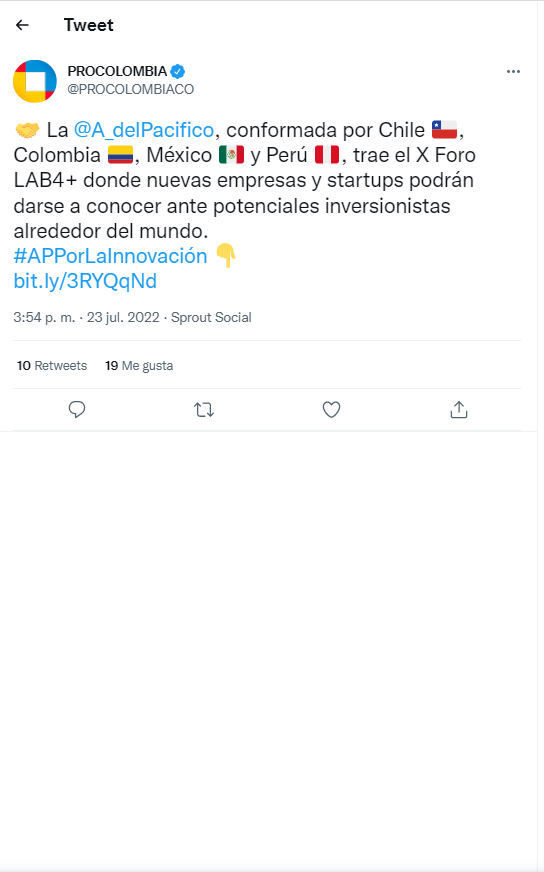 Tweet
PROCOLOMBIA
@PROCOLOMBIACO
🤝 La @A_delPacifico, conformada por Chile 🇨🇱,
Colombia 🇨🇴, México 🇲🇽 y Perú 🇵🇪, trae el X Foro
LAB4+ donde nuevas empresas y startups podrán
darse a conocer ante potenciales inversionistas
alrededor del mundo.
#APPorLaInnovación 👇
bit.ly/3RYQqNd
3:54 p. m. · 23 jul. 2022 · Sprout Social
10 Retweets 19 Me gusta